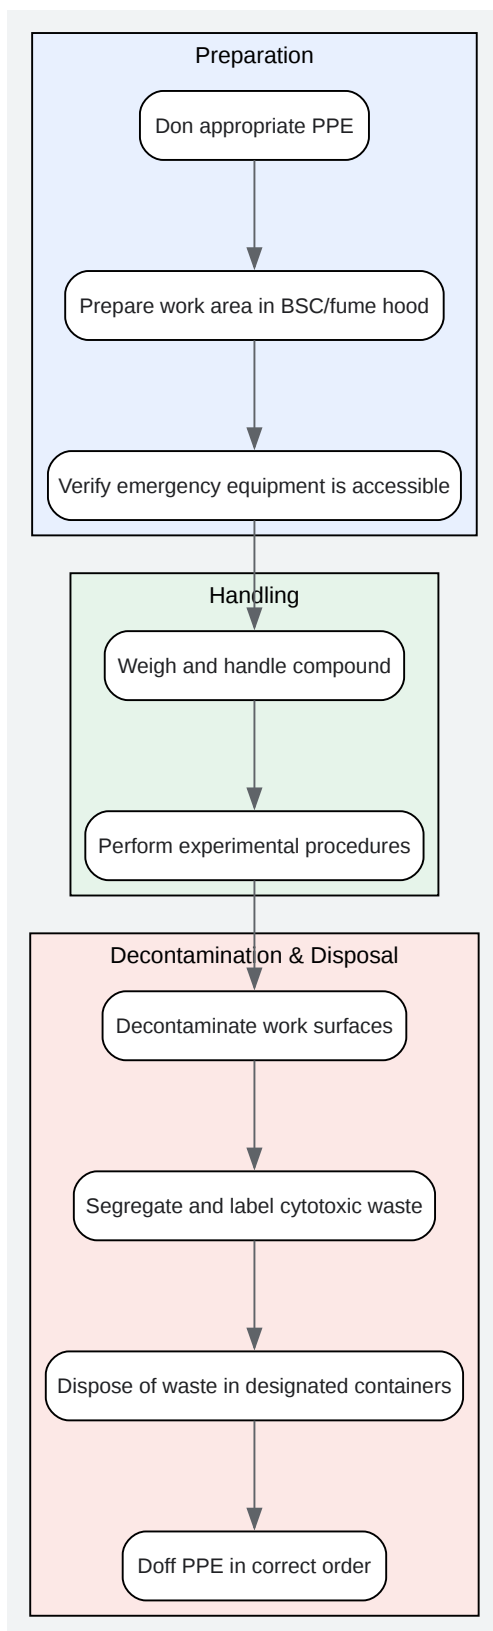 Preparation
Don appropriate PPE
Prepare work area in BSC/fume hood
Verify emergency equipment is accessible
Handling
Weigh and handle compound
Perform experimental procedures
Decontamination & Disposal
Decontaminate work surfaces
Segregate and label cytotoxic waste
Dispose of waste in designated containers
Doff PPE in correct order